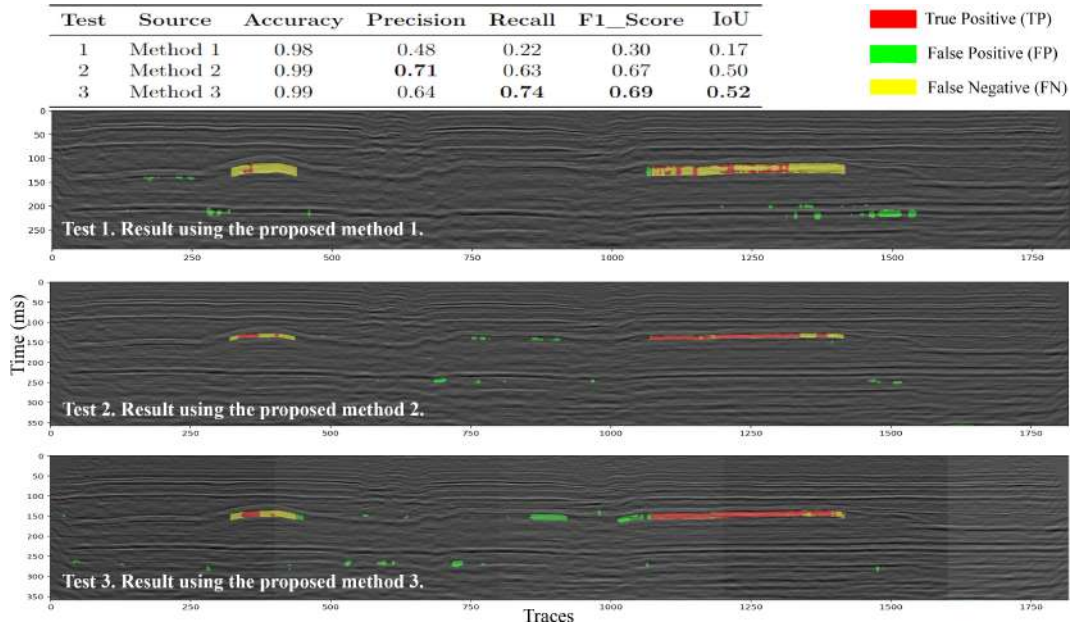 Test Source Accuracy Precision Recall F1_Score IoU
1 Method 1 0.98 0.48 0.22 0.30 0.17
2 Method 2 0.99 0.71 0.63 0.67 0.50
3 Method 3 0.99 0.64 0.74 0.69 0.52
True Positive (TP)
False Positive (FP)
False Negative (FN)
0
50
100
150
200
250
Test 1. Result using the proposed method 1.
0 250 500 750 1000 1250 1500 1750
Time (ms)
0
50
100
150
200
250
300
350
Test 2. Result using the proposed method 2.
0 250 500 750 1000 1250 1500 1750
0
50
100
150
200
250
300
350
Test 3. Result using the proposed method 3.
0 250 500 750 1000 1250 1500 1750
Traces